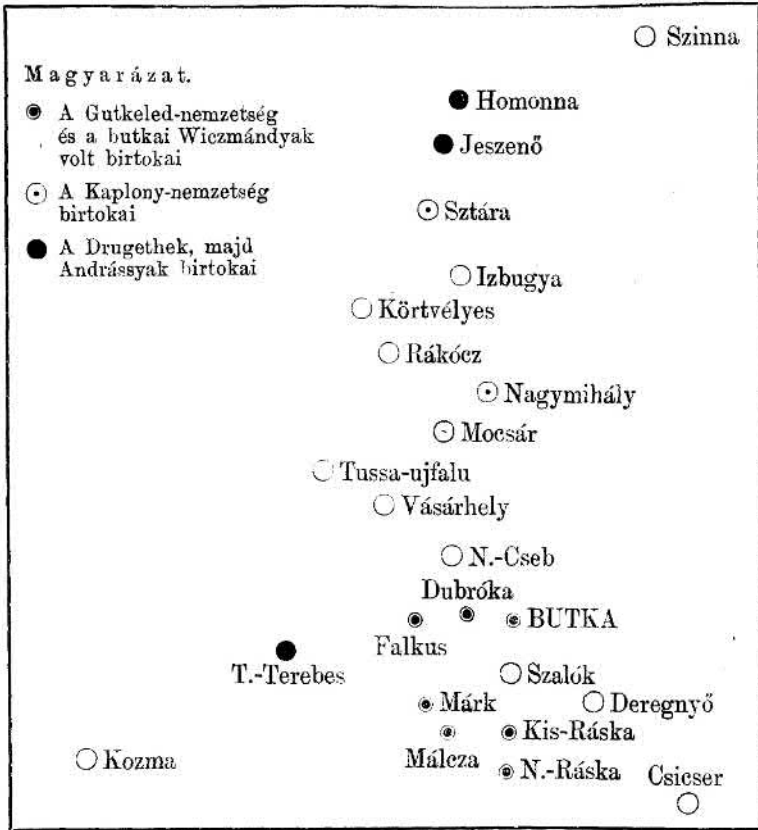 Szinna
Magyarázat.
A Gutkeled-nemzetség
és a butkai Wiczmándyak
volt birtokai
A Kaplony-nemzetség
birtokai
A Drugethek, majd
Andrássyak birtokai
Homonna
Jeszenő
Sztára
Izbugya
Körtvélyes
Rákócz
Nagymihály
Mocsár
Tussa-ujfalu
Vásárhely
N.-Cseb
Dubróka
BUTKA
Falkus
T.-Terebes
Szalók
Márk
Deregnyő
Kis-Ráska
Málcza
Kozma
N.-Ráska
Csicser